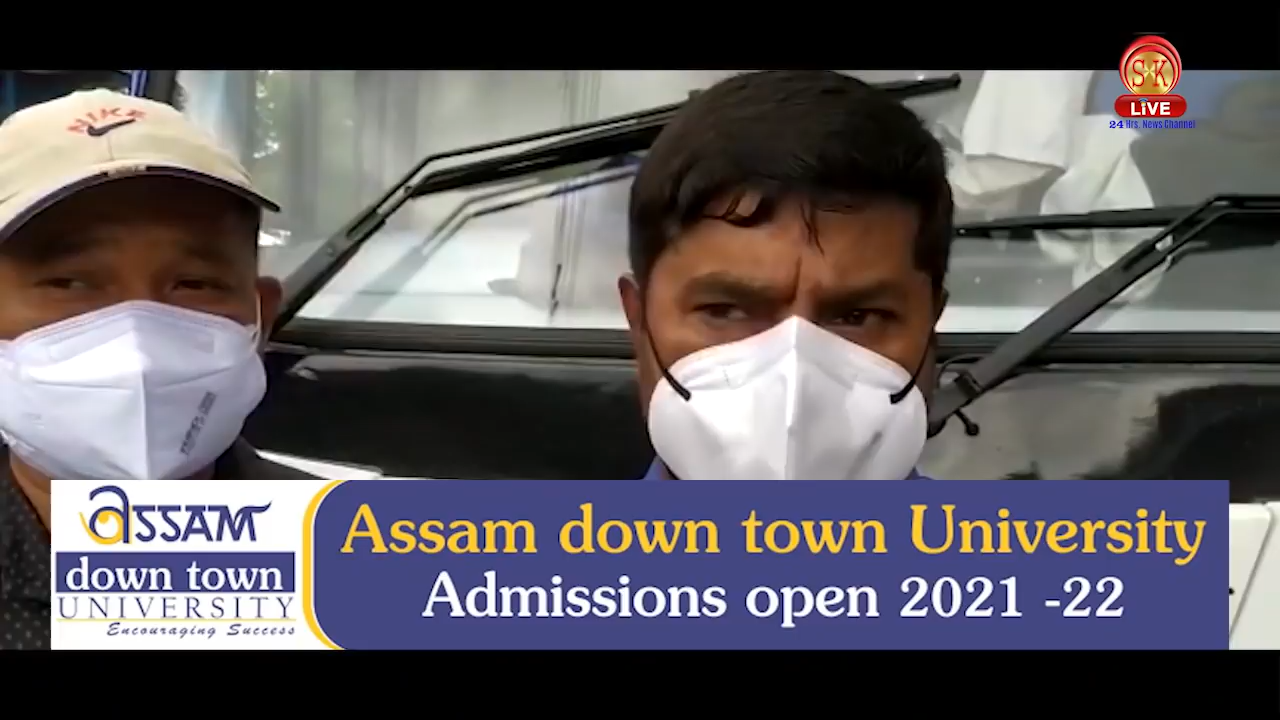 SK
LIVE
24 Hrs. News Channel
NIKE
ASSAM
down town
UNIVERSITY
Encouraging Success
Assam down town University
Admissions open 2021 -22